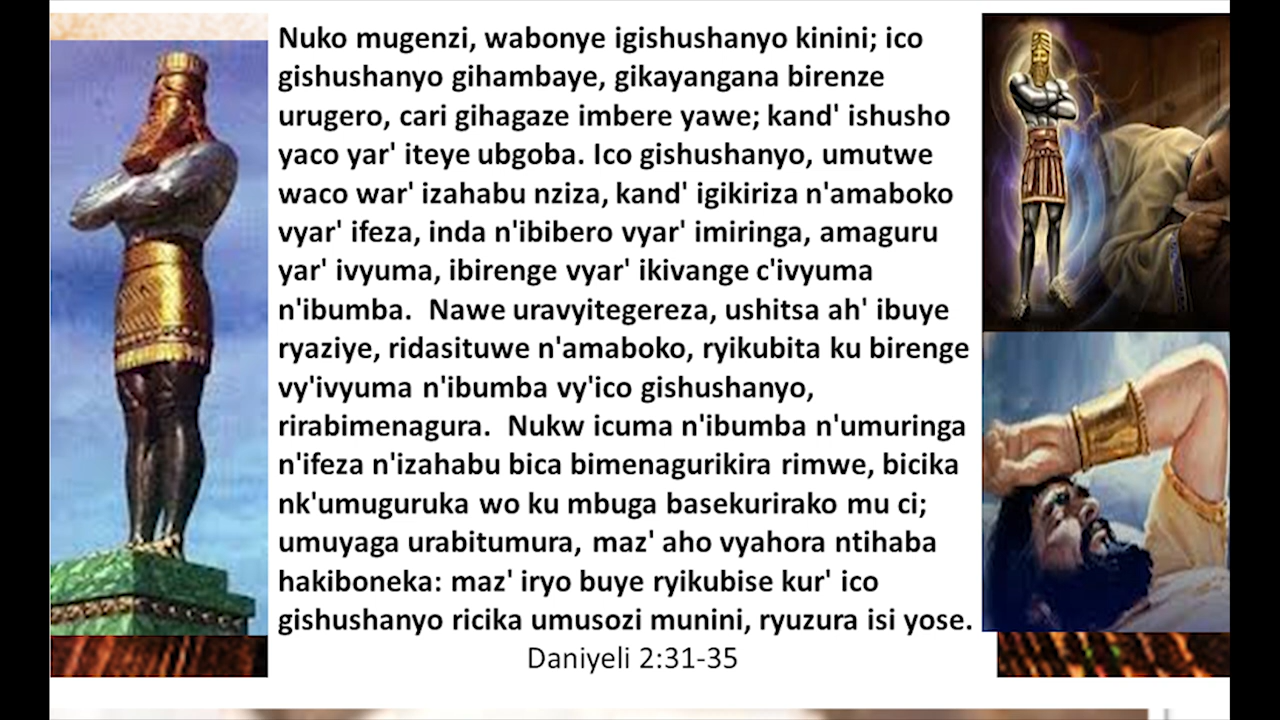 Nuko mugenzi, wabonye igishushanyo kinini; ico
gishushanyo gihambaye, gikayangana birenze
urugero, cari gihagaze imbere yawe; kand' ishusho
yaco yar' iteye ubgoba. Ico gishushanyo, umutwe
waco war' izahabu nziza, kand' igikiriza n'amaboko
vyar' ifeza, inda n'ibibero vyar' imiringa, amaguru
yar' ivyuma, ibirenge vyar' ikivange c'ivyuma
n'ibumba. Nawe uravyitegereza, ushitsa ah' ibuye
ryaziye, ridasituwe n'amaboko, ryikubita ku birenge
vy'ivyuma n'ibumba vy'ico gishushanyo,
rirabimenagura. Nukw icuma n'ibumba n'umuringa
n'ifeza n'izahabu bica bimenagurikira rimwe, bicika
nk'umuguruka wo ku mbuga basekurirako mu ci;
umuyaga urabitumura, maz' aho vyahora ntihaba
hakiboneka: maz' iryo buye ryikubise kur' ico
gishushanyo ricika umusozi munini, ryuzura isi yose.
Daniyeli 2:31-35